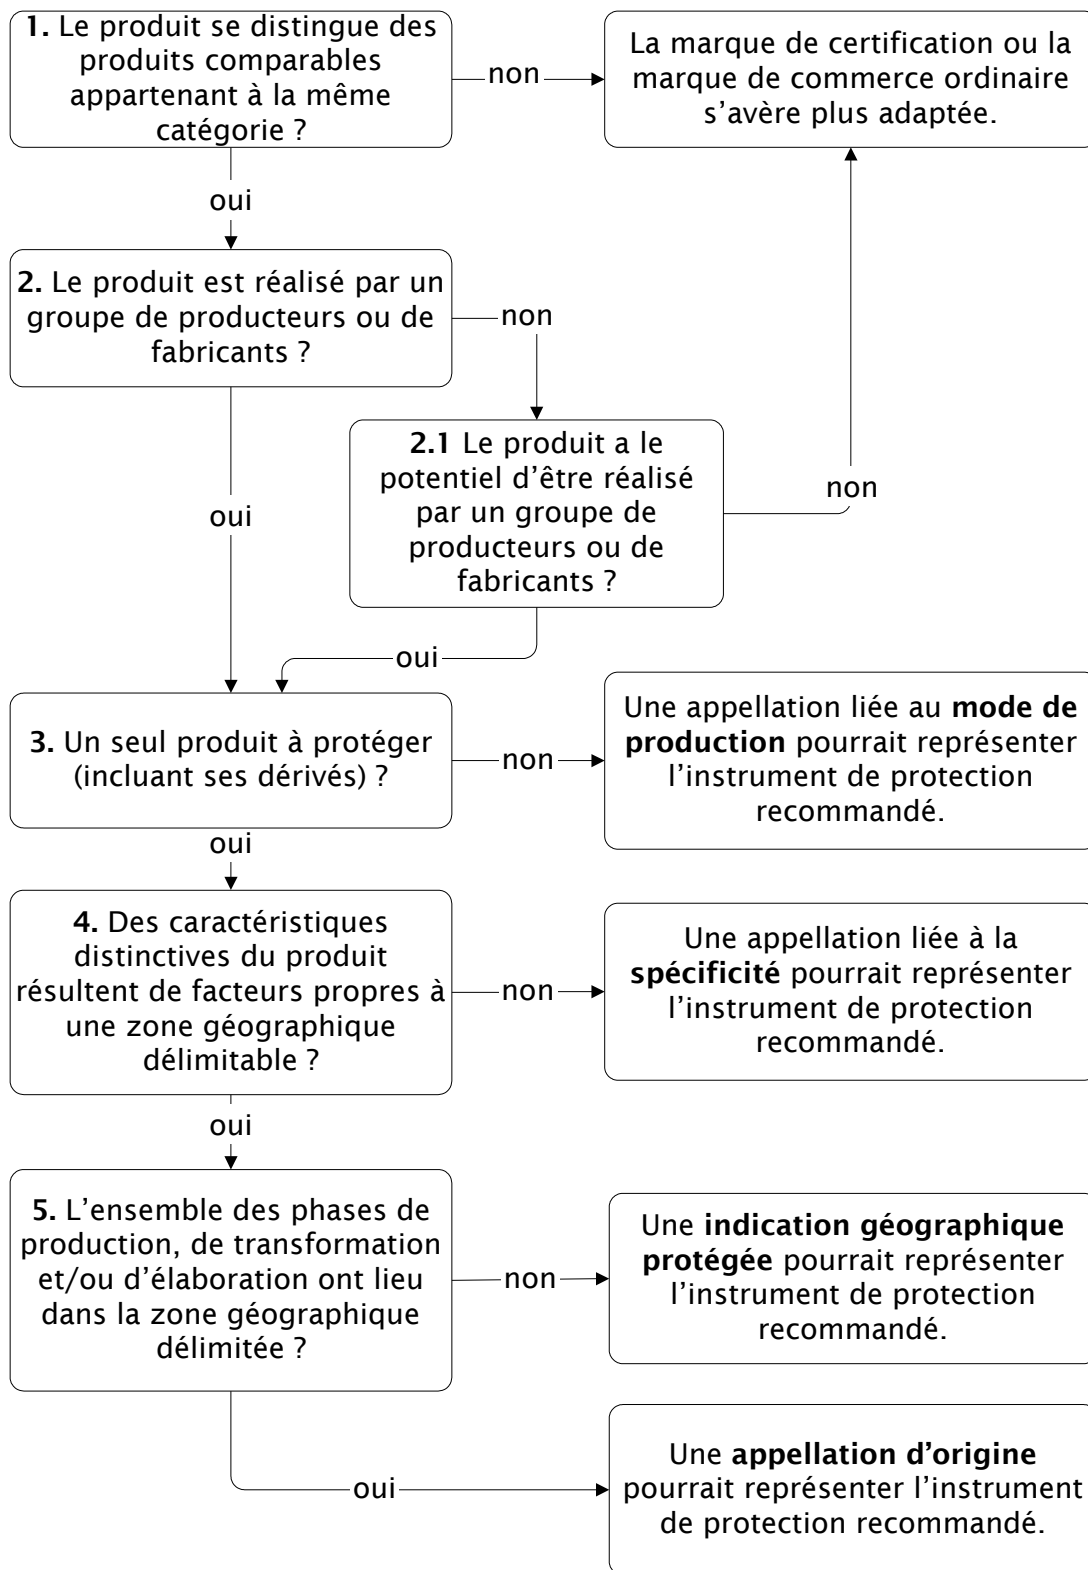 1. Le produit se distingue des
produits comparables
appartenant à la même
catégorie ?
non
La marque de certification ou la
marque de commerce ordinaire
s’avère plus adaptée.
oui
2. Le produit est réalisé par un
groupe de producteurs ou de
fabricants ?
non
2.1 Le produit a le
potentiel d’être réalisé
par un groupe de
producteurs ou de
fabricants ?
non
oui
oui
3. Un seul produit à protéger
(incluant ses dérivés) ?
non
Une appellation liée au mode de
production pourrait représenter
l’instrument de protection
recommandé.
oui
4. Des caractéristiques
distinctives du produit
résultent de facteurs propres à
une zone géographique
délimitable ?
non
Une appellation liée à la
spécificité pourrait représenter
l’instrument de protection
recommandé.
oui
5. L’ensemble des phases de
production, de transformation
et/ou d’élaboration ont lieu
dans la zone géographique
délimitée ?
non
Une indication géographique
protégée pourrait représenter
l’instrument de protection
recommandé.
oui
Une appellation d’origine
pourrait représenter l’instrument
de protection recommandé.